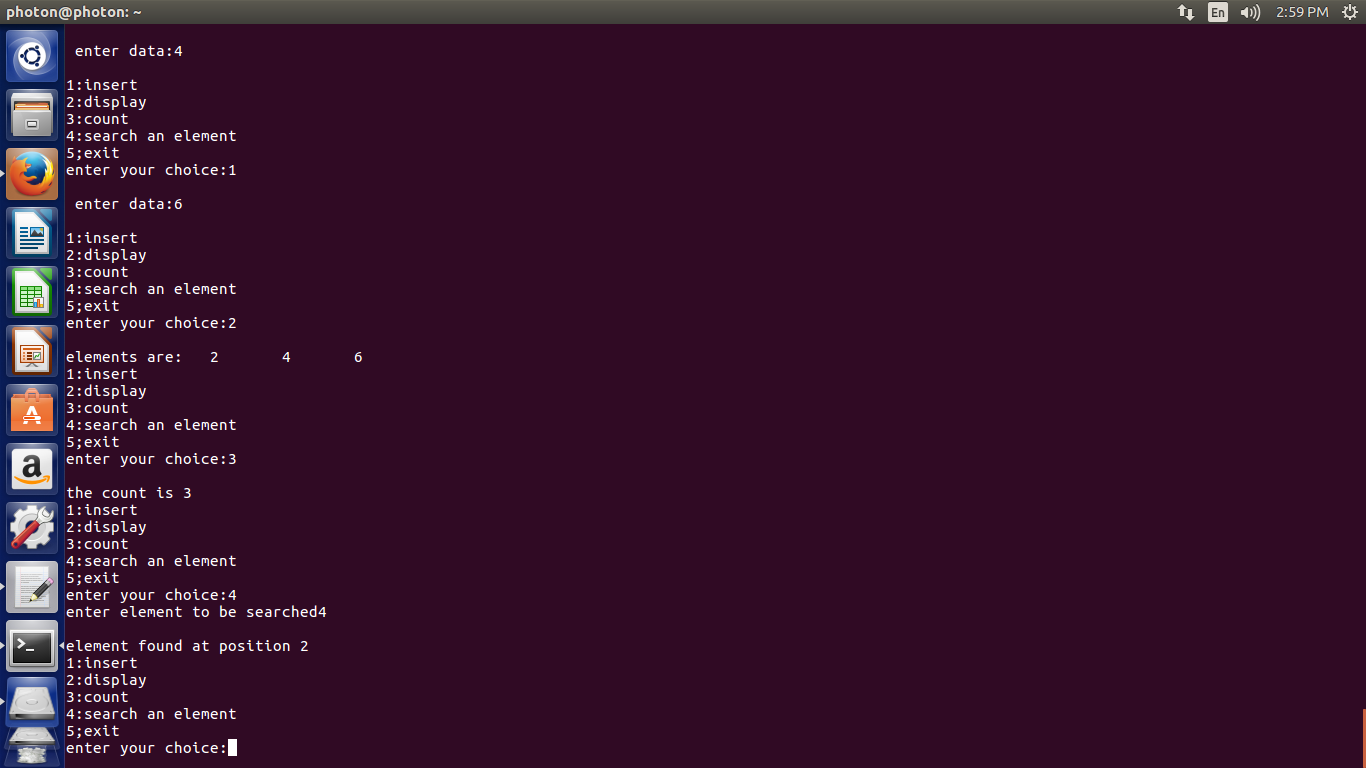 photon@photon: ~
En
2:59 PM
enter data:4
1:insert
2:display
3:count
4:search an element
5;exit
enter your choice:1
enter data:6
1:insert
2:display
3:count
4:search an element
5;exit
enter your choice:2
elements are: 2 4 6
1:insert
2:display
3:count
4:search an element
5;exit
enter your choice:3
the count is 3
1:insert
2:display
3:count
4:search an element
5;exit
enter your choice:4
enter element to be searched4
element found at position 2
1:insert
2:display
3:count
4:search an element
5;exit
enter your choice: